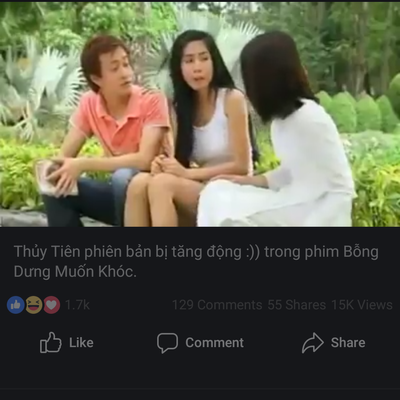 Thủy Tiên phiên bản bị tăng động :)) trong phim Bỗng
Dưng Muốn Khóc.
1.7k 129 Comments 55 Shares 15K Views
Like Comment Share